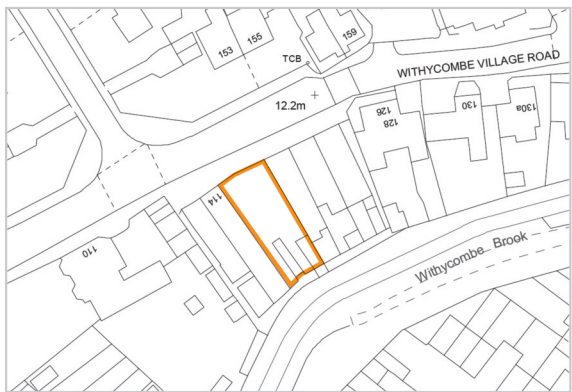 159
155
153
TCB
WITHYCOMBE VILLAGE ROAD
12.2m
126
128
130
130a
114
110
Withycombe Brook